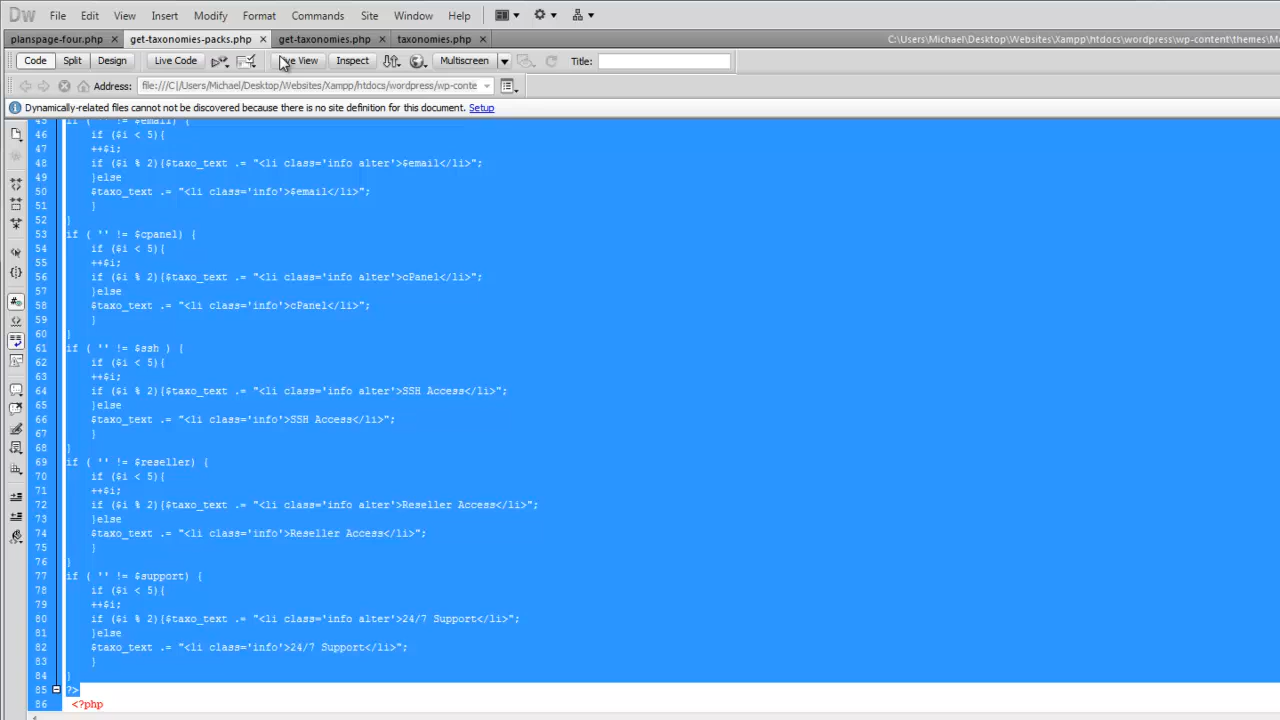 Dw File Edit View Insert Modify Format Commands Site Window Help
planspage-four.php × get-taxonomies-packs.php × get-taxonomies.php × taxonomies.php × C:\Users\Michael\Desktop\Websites\Xampp\htdocs\wordpress\wp-content\themes\M
Code Split Design Live Code View Inspect Multiscreen Title:
Address: file:///C|/Users/Michael/Desktop/Websites/Xampp/htdocs/wordpress/wp-conte
Dynamically-related files cannot be discovered because there is no site definition for this document. Setup
45 if ( '' != $email) {
46 if ($i < 5){
47 ++$i;
48 if ($i % 2){$taxo_text .= "<li class='info alter'>$email</li>";
49 }else
50 $taxo_text .= "<li class='info'>$email</li>";
51 }
52 }
53 if ( '' != $cpanel) {
54 if ($i < 5){
55 ++$i;
56 if ($i % 2){$taxo_text .= "<li class='info alter'>cPanel</li>";
57 }else
58 $taxo_text .= "<li class='info'>cPanel</li>";
59 }
60 }
61 if ( '' != $ssh ) {
62 if ($i < 5){
63 ++$i;
64 if ($i % 2){$taxo_text .= "<li class='info alter'>SSH Access</li>";
65 }else
66 $taxo_text .= "<li class='info'>SSH Access</li>";
67 }
68 }
69 if ( '' != $reseller) {
70 if ($i < 5){
71 ++$i;
72 if ($i % 2){$taxo_text .= "<li class='info alter'>Reseller Access</li>";
73 }else
74 $taxo_text .= "<li class='info'>Reseller Access</li>";
75 }
76 }
77 if ( '' != $support) {
78 if ($i < 5){
79 ++$i;
80 if ($i % 2){$taxo_text .= "<li class='info alter'>24/7 Support</li>";
81 }else
82 $taxo_text .= "<li class='info'>24/7 Support</li>";
83 }
84 }
85 ?>
86 <?php